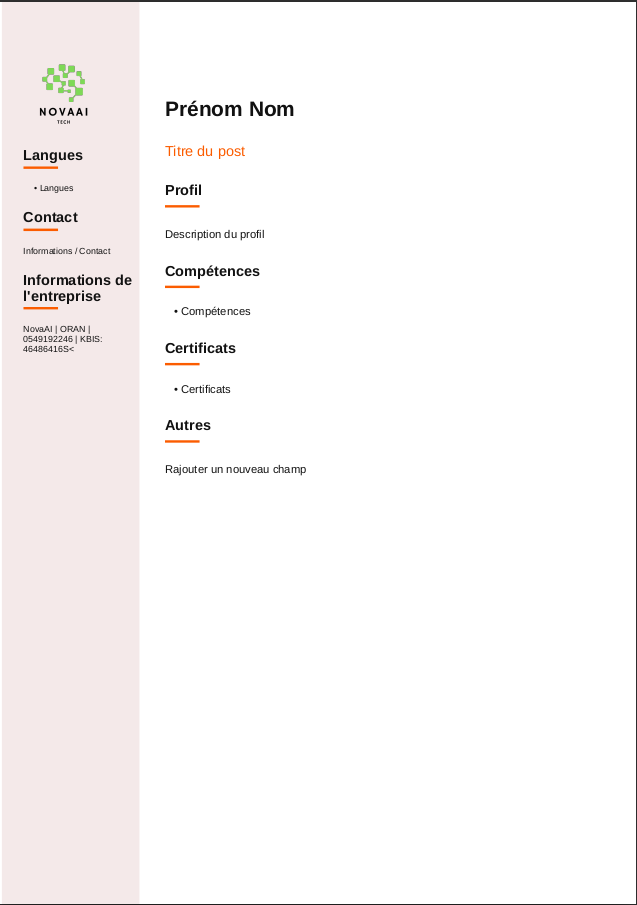 NOVAAI
TECH
Langues
• Langues
Contact
Informations / Contact
Informations de
l'entreprise
NovaAI | ORAN |
0549192246 | KBIS:
46486416S<
Prénom Nom
Titre du post
Profil
Description du profil
Compétences
• Compétences
Certificats
• Certificats
Autres
Rajouter un nouveau champ